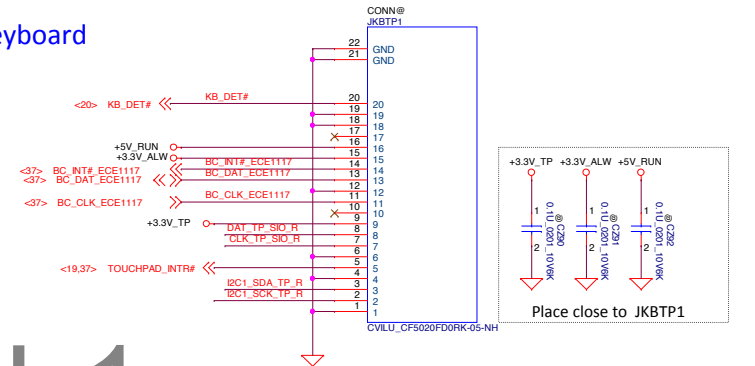 eyboard
CONN@
JKBTP1
22 GND
21 GND
<20> KB_DET# KB_DET# 20 20
19 19
18 18
17 17
+5V_RUN 16 16
+3.3V_ALW 15 15
<37> BC_INT#_ECE1117 BC_INT#_ECE1117 14 14
<37> BC_DAT_ECE1117 BC_DAT_ECE1117 13 13
12 12
<37> BC_CLK_ECE1117 BC_CLK_ECE1117 11 11
10 10
+3.3V_TP 9 9
DAT_TP_SIO_R 8 8
CLK_TP_SIO_R 7 7
6 6
<19,37> TOUCHPAD_INTR# 5 5
4 4
I2C1_SDA_TP_R 3 3
I2C1_SCK_TP_R 2 2
1 1
CVILU_CF5020FD0RK-05-NH
+3.3V_TP +3.3V_ALW +5V_RUN
1 2 0.1U_0201_10V6K @ CZ90
1 2 0.1U_0201_10V6K @ CZ91
1 2 0.1U_0201_10V6K @ CZ92
Place close to JKBTP1